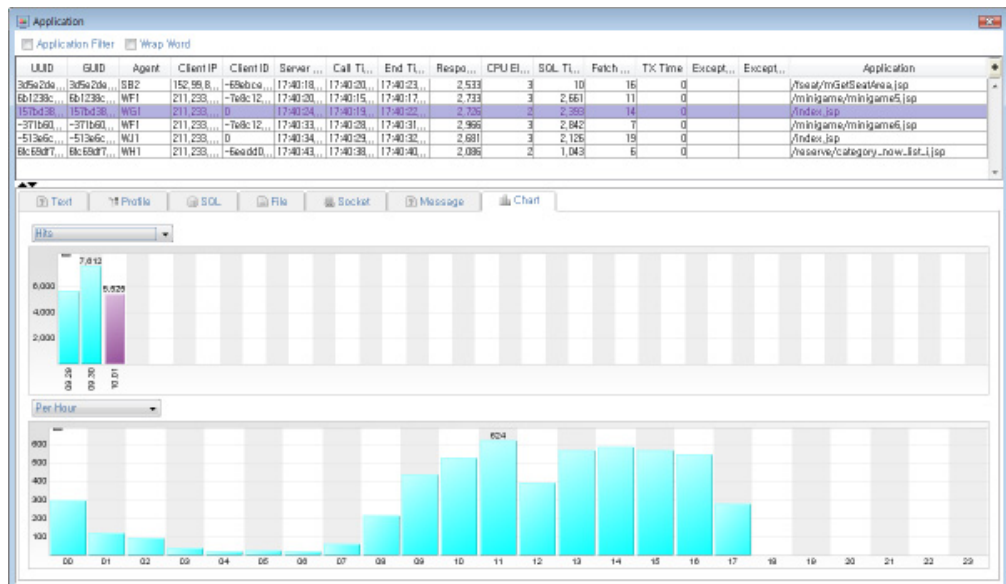 Application
Application Filter Wrap Word
UUID GUID Agent Client IP Client ID Server ... Call Ti... End Ti... Respo... CPU El... SQL Ti... Fetch ... TX Time Except... Except... Application
3d5e2de... 3d5e2de... SB2 152,99,8... -69ebce... 17:40:18... 17:40:20... 17:40:23... 2,533 3 10 16 0 /fseat/mGetSeatArea.jsp
6b1238c... 6b1238c... WF1 211,233,... -7e8c12... 17:40:20... 17:40:15... 17:40:17... 2,733 3 2,661 11 0 /minigame/minigame5.jsp
157bd38... 157bd38... WG1 211,233,... 0 17:40:24... 17:40:19... 17:40:22... 2,726 2 2,393 14 0 /index.jsp
-371b60... -371b60... WF1 211,233,... -7e8c12... 17:40:33... 17:40:28... 17:40:31... 2,966 3 2,842 7 0 /minigame/minigame6.jsp
-513e6c... -513e6c... WJ1 211,233,... 0 17:40:34... 17:40:29... 17:40:32... 2,681 3 2,126 19 0 /index.jsp
6lc69df7... 6lc69df7... WH1 211,233,... -6eedd0... 17:40:43... 17:40:38... 17:40:40... 2,086 2 1,043 6 0 /reserve/category_now_list_i.jsp
Text Profile SQL File Socket Message Chart
Hits
7,612
6,000
4,000
2,000
09.29 09.30 10.01
Per Hour
624
600
500
400
300
200
100
00 01 02 03 04 05 06 07 08 09 10 11 12 13 14 15 16 17 18 19 20 21 22 23